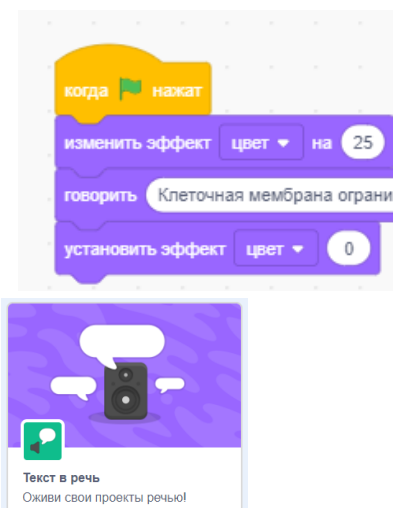 когда нажат
изменить эффект цвет на 25
говорить Клеточная мембрана ограни
установить эффект цвет 0
Текст в речь
Оживи свои проекты речью!